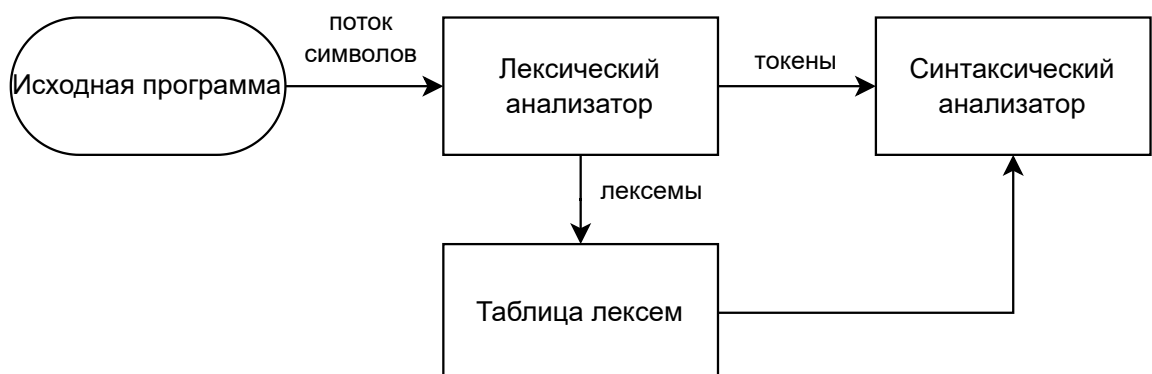 поток
символов
Исходная программа
Лексический
анализатор
токены
Синтаксический
анализатор
лексемы
Таблица лексем